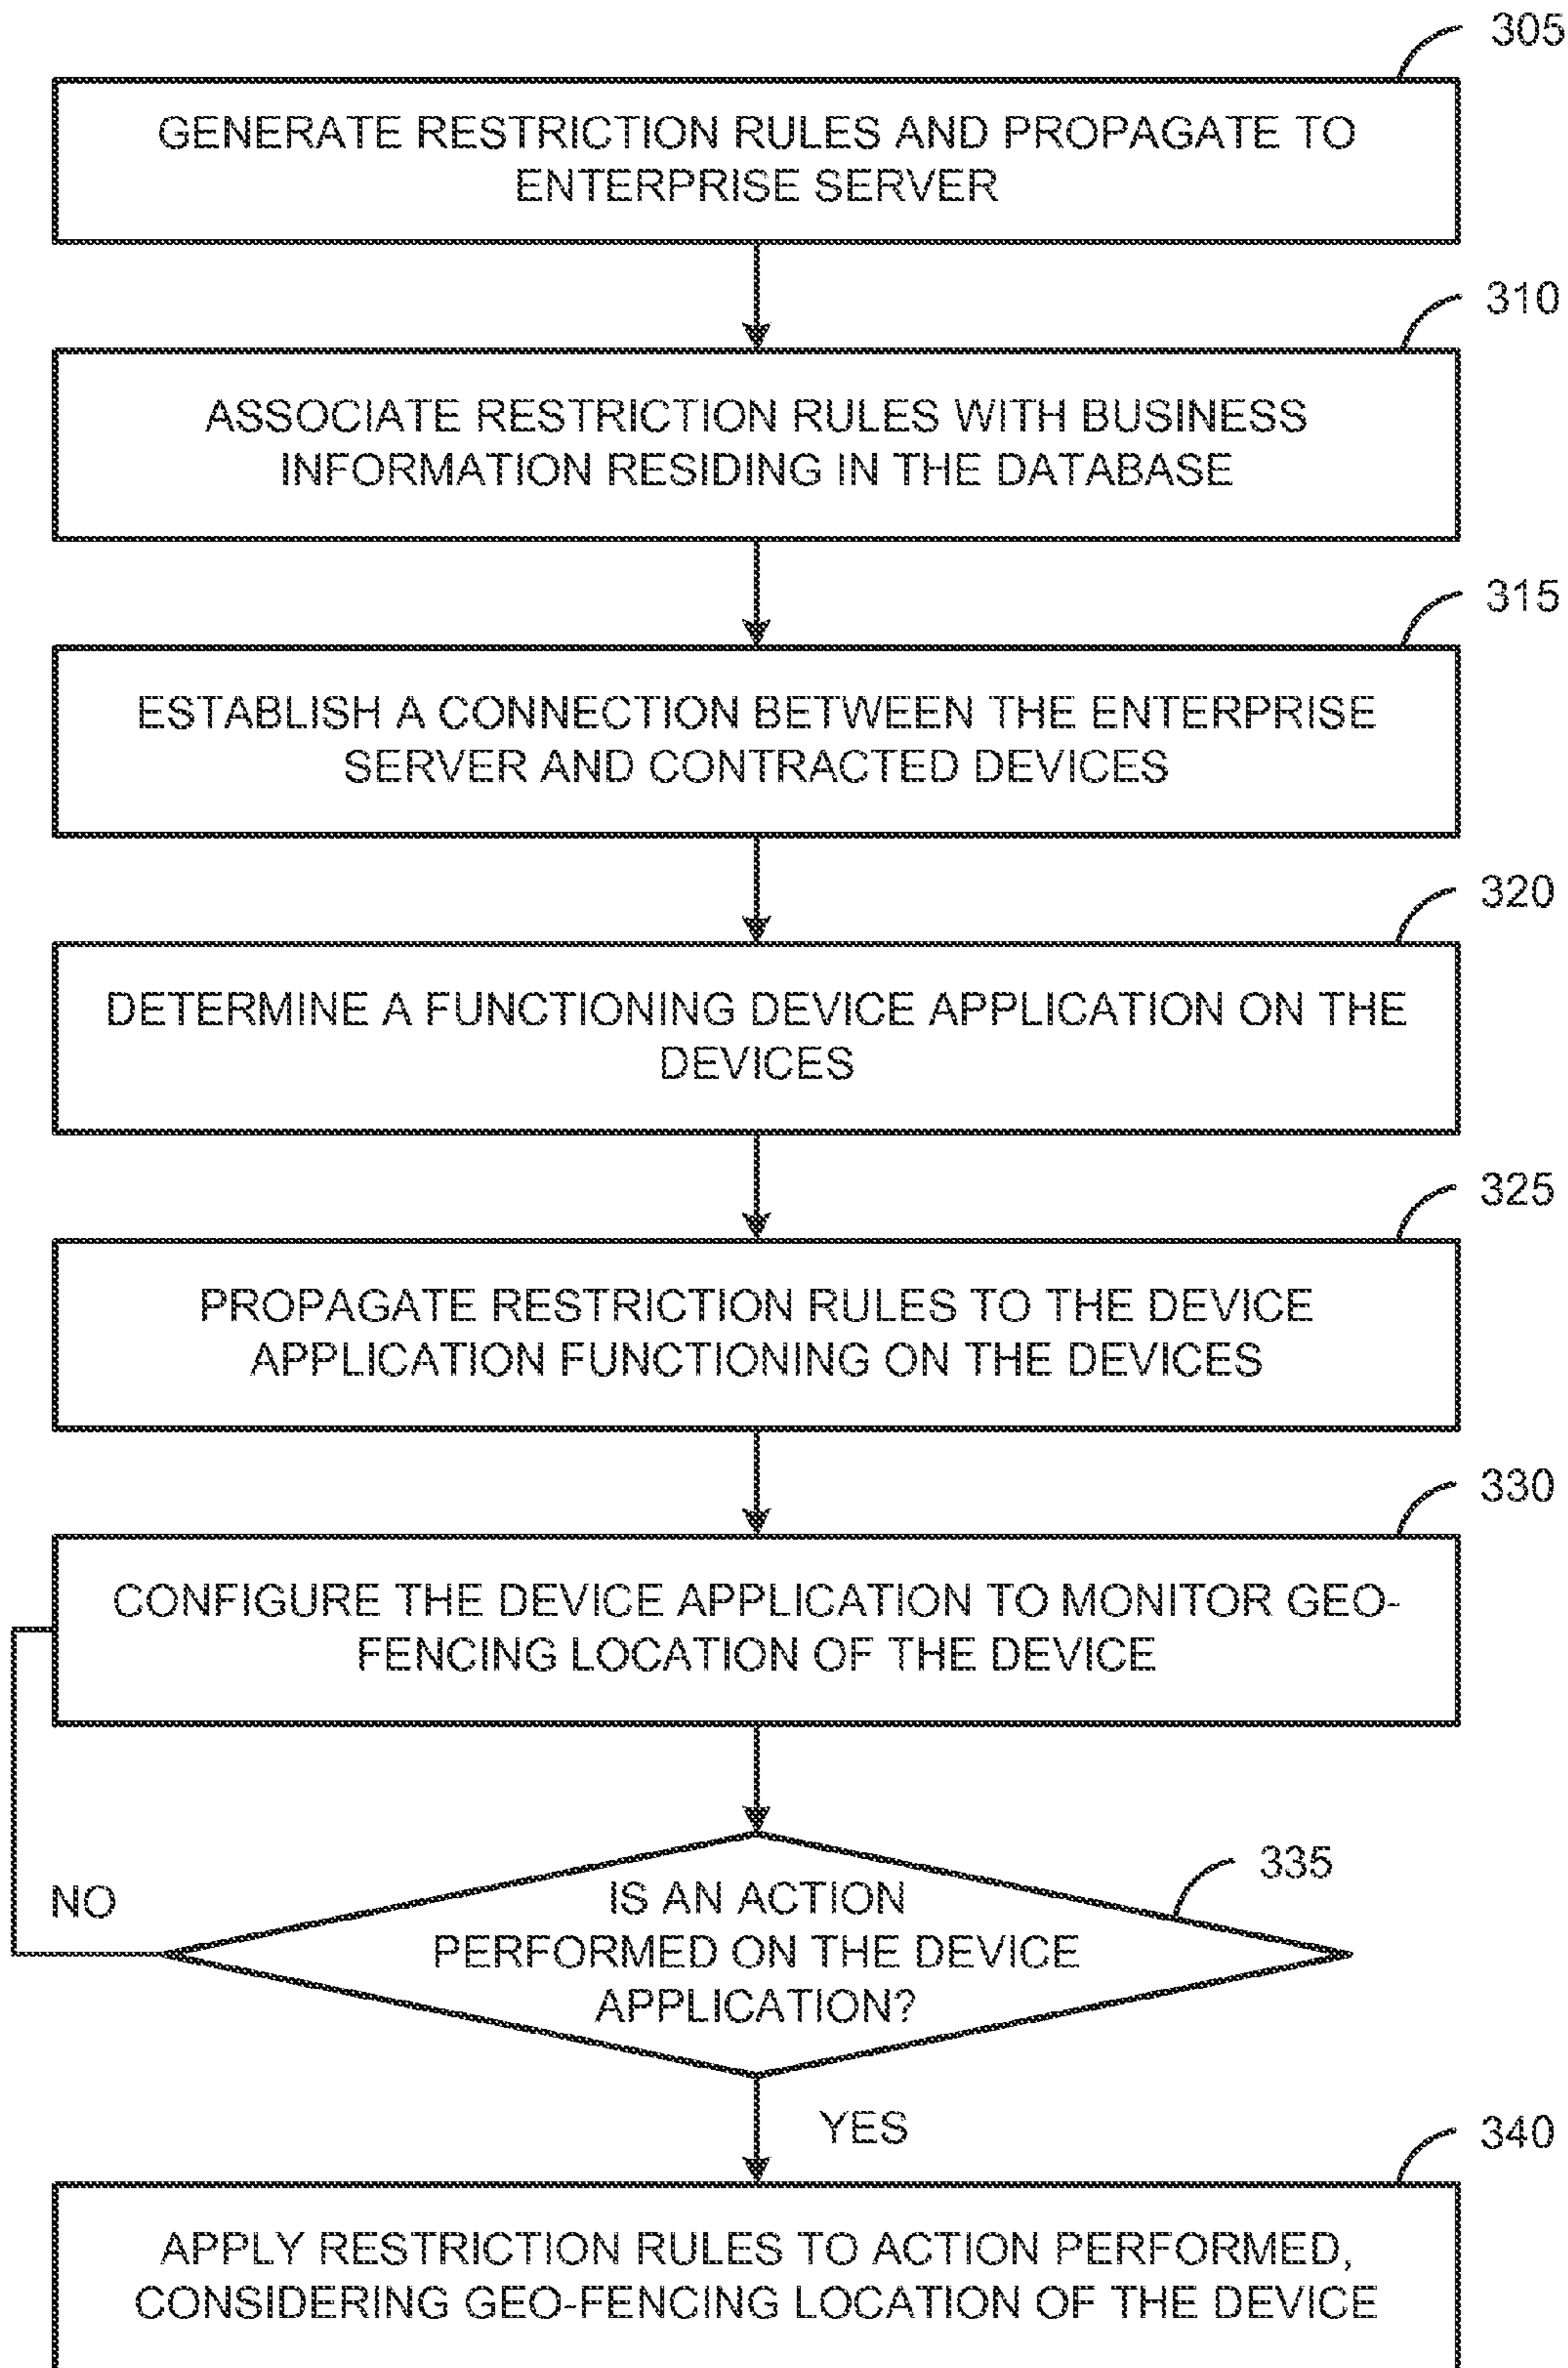 305
GENERATE RESTRICTION RULES AND PROPAGATE TO
ENTERPRISE SERVER
310
ASSOCIATE RESTRICTION RULES WITH BUSINESS
INFORMATION RESIDING IN THE DATABASE
315
ESTABLISH A CONNECTION BETWEEN THE ENTERPRISE
SERVER AND CONTRACTED DEVICES
320
DETERMINE A FUNCTIONING DEVICE APPLICATION ON THE
DEVICES
325
PROPAGATE RESTRICTION RULES TO THE DEVICE
APPLICATION FUNCTIONING ON THE DEVICES
330
CONFIGURE THE DEVICE APPLICATION TO MONITOR GEO-
FENCING LOCATION OF THE DEVICE
335
NO
IS AN ACTION
PERFORMED ON THE DEVICE
APPLICATION?
YES
340
APPLY RESTRICTION RULES TO ACTION PERFORMED,
CONSIDERING GEO-FENCING LOCATION OF THE DEVICE